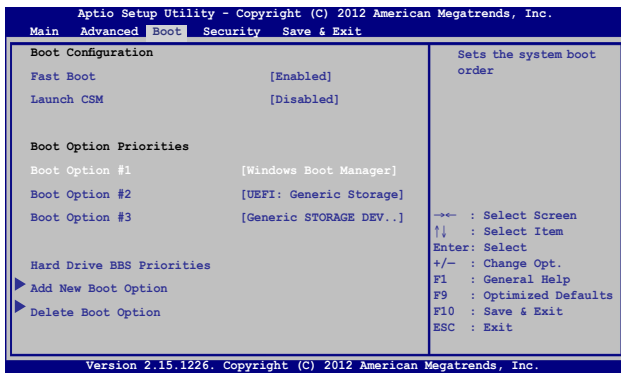 Aptio Setup Utility - Copyright (C) 2012 American Megatrends, Inc.
Main Advanced Boot Security Save & Exit
Boot Configuration
Fast Boot [Enabled]
Launch CSM [Disabled]
Boot Option Priorities
Boot Option #1 [Windows Boot Manager]
Boot Option #2 [UEFI: Generic Storage]
Boot Option #3 [Generic STORAGE DEV..]
Hard Drive BBS Priorities
Add New Boot Option
Delete Boot Option
Sets the system boot
order
→← : Select Screen
↑↓ : Select Item
Enter: Select
+/— : Change Opt.
F1 : General Help
F9 : Optimized Defaults
F10 : Save & Exit
ESC : Exit
Version 2.15.1226. Copyright (C) 2012 American Megatrends, Inc.